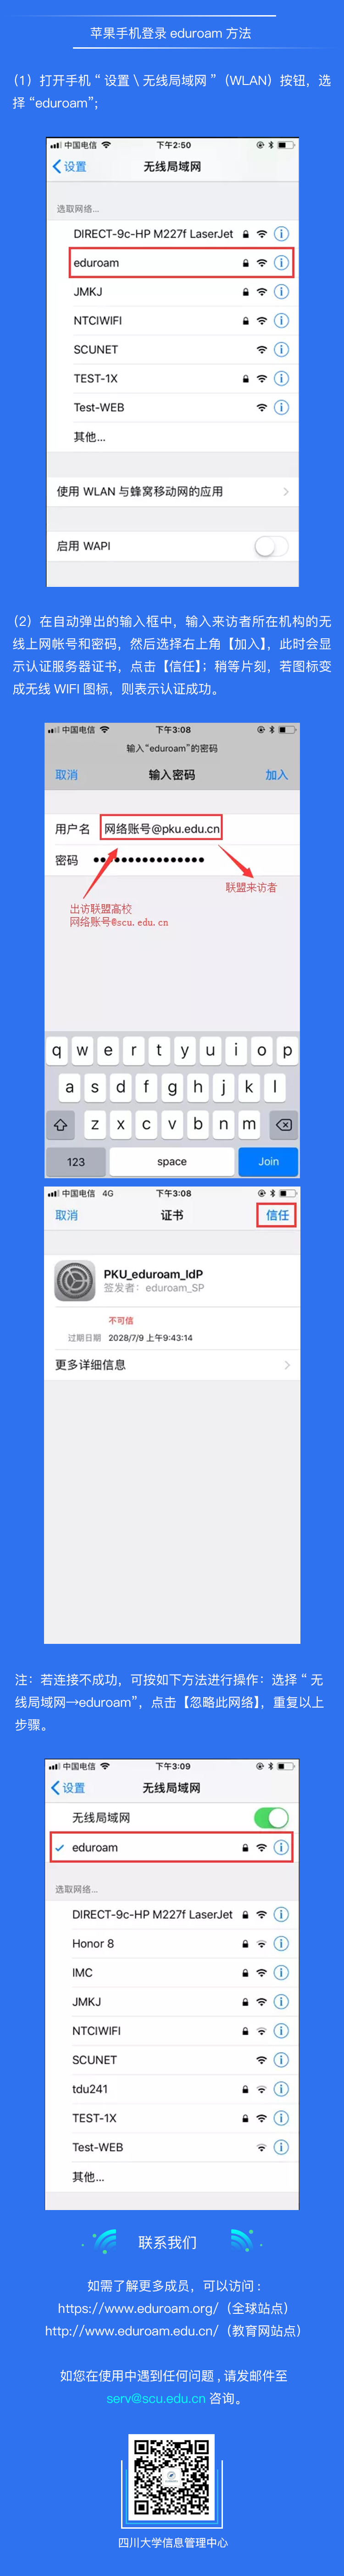 苹果手机登录 eduroam 方法
（1）打开手机 “ 设置 \ 无线局域网 ”（WLAN）按钮，选
择 “eduroam”；
中国电信 下午2:50
设置 无线局域网
选取网络...
DIRECT-9c-HP M227f LaserJet
eduroam
JMKJ
NTCIWIFI
SCUNET
TEST-1X
Test-WEB
其他...
使用 WLAN 与蜂窝移动网的应用
启用 WAPI
（2）在自动弹出的输入框中，输入来访者所在机构的无
线上网帐号和密码，然后选择右上角【加入】，此时会显
示认证服务器证书，点击【信任】；稍等片刻，若图标变
成无线 WIFI 图标，则表示认证成功。
中国电信 下午3:08
输入“eduroam”的密码
取消 输入密码 加入
用户名 网络账号@pku.edu.cn
密码 ●●●●●●●●●●●●●●●●
联盟来访者
出访联盟高校
网络账号@scu.edu.cn
q w e r t y u i o p
a s d f g h j k l
z x c v b n m
123 space Join
中国电信 4G 下午3:08
取消 证书 信任
PKU_eduroam_IdP
签发者：eduroam_SP
不可信
过期日期 2028/7/9 上午9:43:14
更多详细信息
注：若连接不成功，可按如下方法进行操作：选择 “ 无
线局域网→eduroam”，点击【忽略此网络】，重复以上
步骤。
中国电信 下午3:09
设置 无线局域网
无线局域网
eduroam
选取网络...
DIRECT-9c-HP M227f LaserJet
Honor 8
IMC
JMKJ
NTCIWIFI
SCUNET
tdu241
TEST-1X
Test-WEB
其他...
联系我们
如需了解更多成员，可以访问 :
https://www.eduroam.org/（全球站点）
http://www.eduroam.edu.cn/（教育网站点）
如您在使用中遇到任何问题 , 请发邮件至
serv@scu.edu.cn 咨询。
四川大学信息管理中心